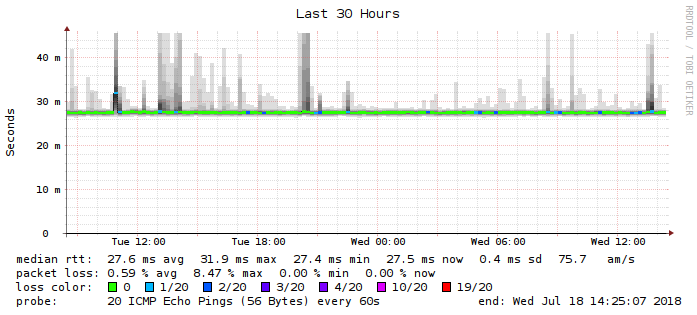 Last 30 Hours
RRDTOOL / TOBI OETIKER
Seconds
40 m
30 m
20 m
10 m
0
Tue 12:00 Tue 18:00 Wed 00:00 Wed 06:00 Wed 12:00
median rtt: 27.6 ms avg 31.9 ms max 27.4 ms min 27.5 ms now 0.4 ms sd 75.7 am/s
packet loss: 0.59 % avg 8.47 % max 0.00 % min 0.00 % now
loss color: 0 1/20 2/20 3/20 4/20 10/20 19/20
probe: 20 ICMP Echo Pings (56 Bytes) every 60s end: Wed Jul 18 14:25:07 2018